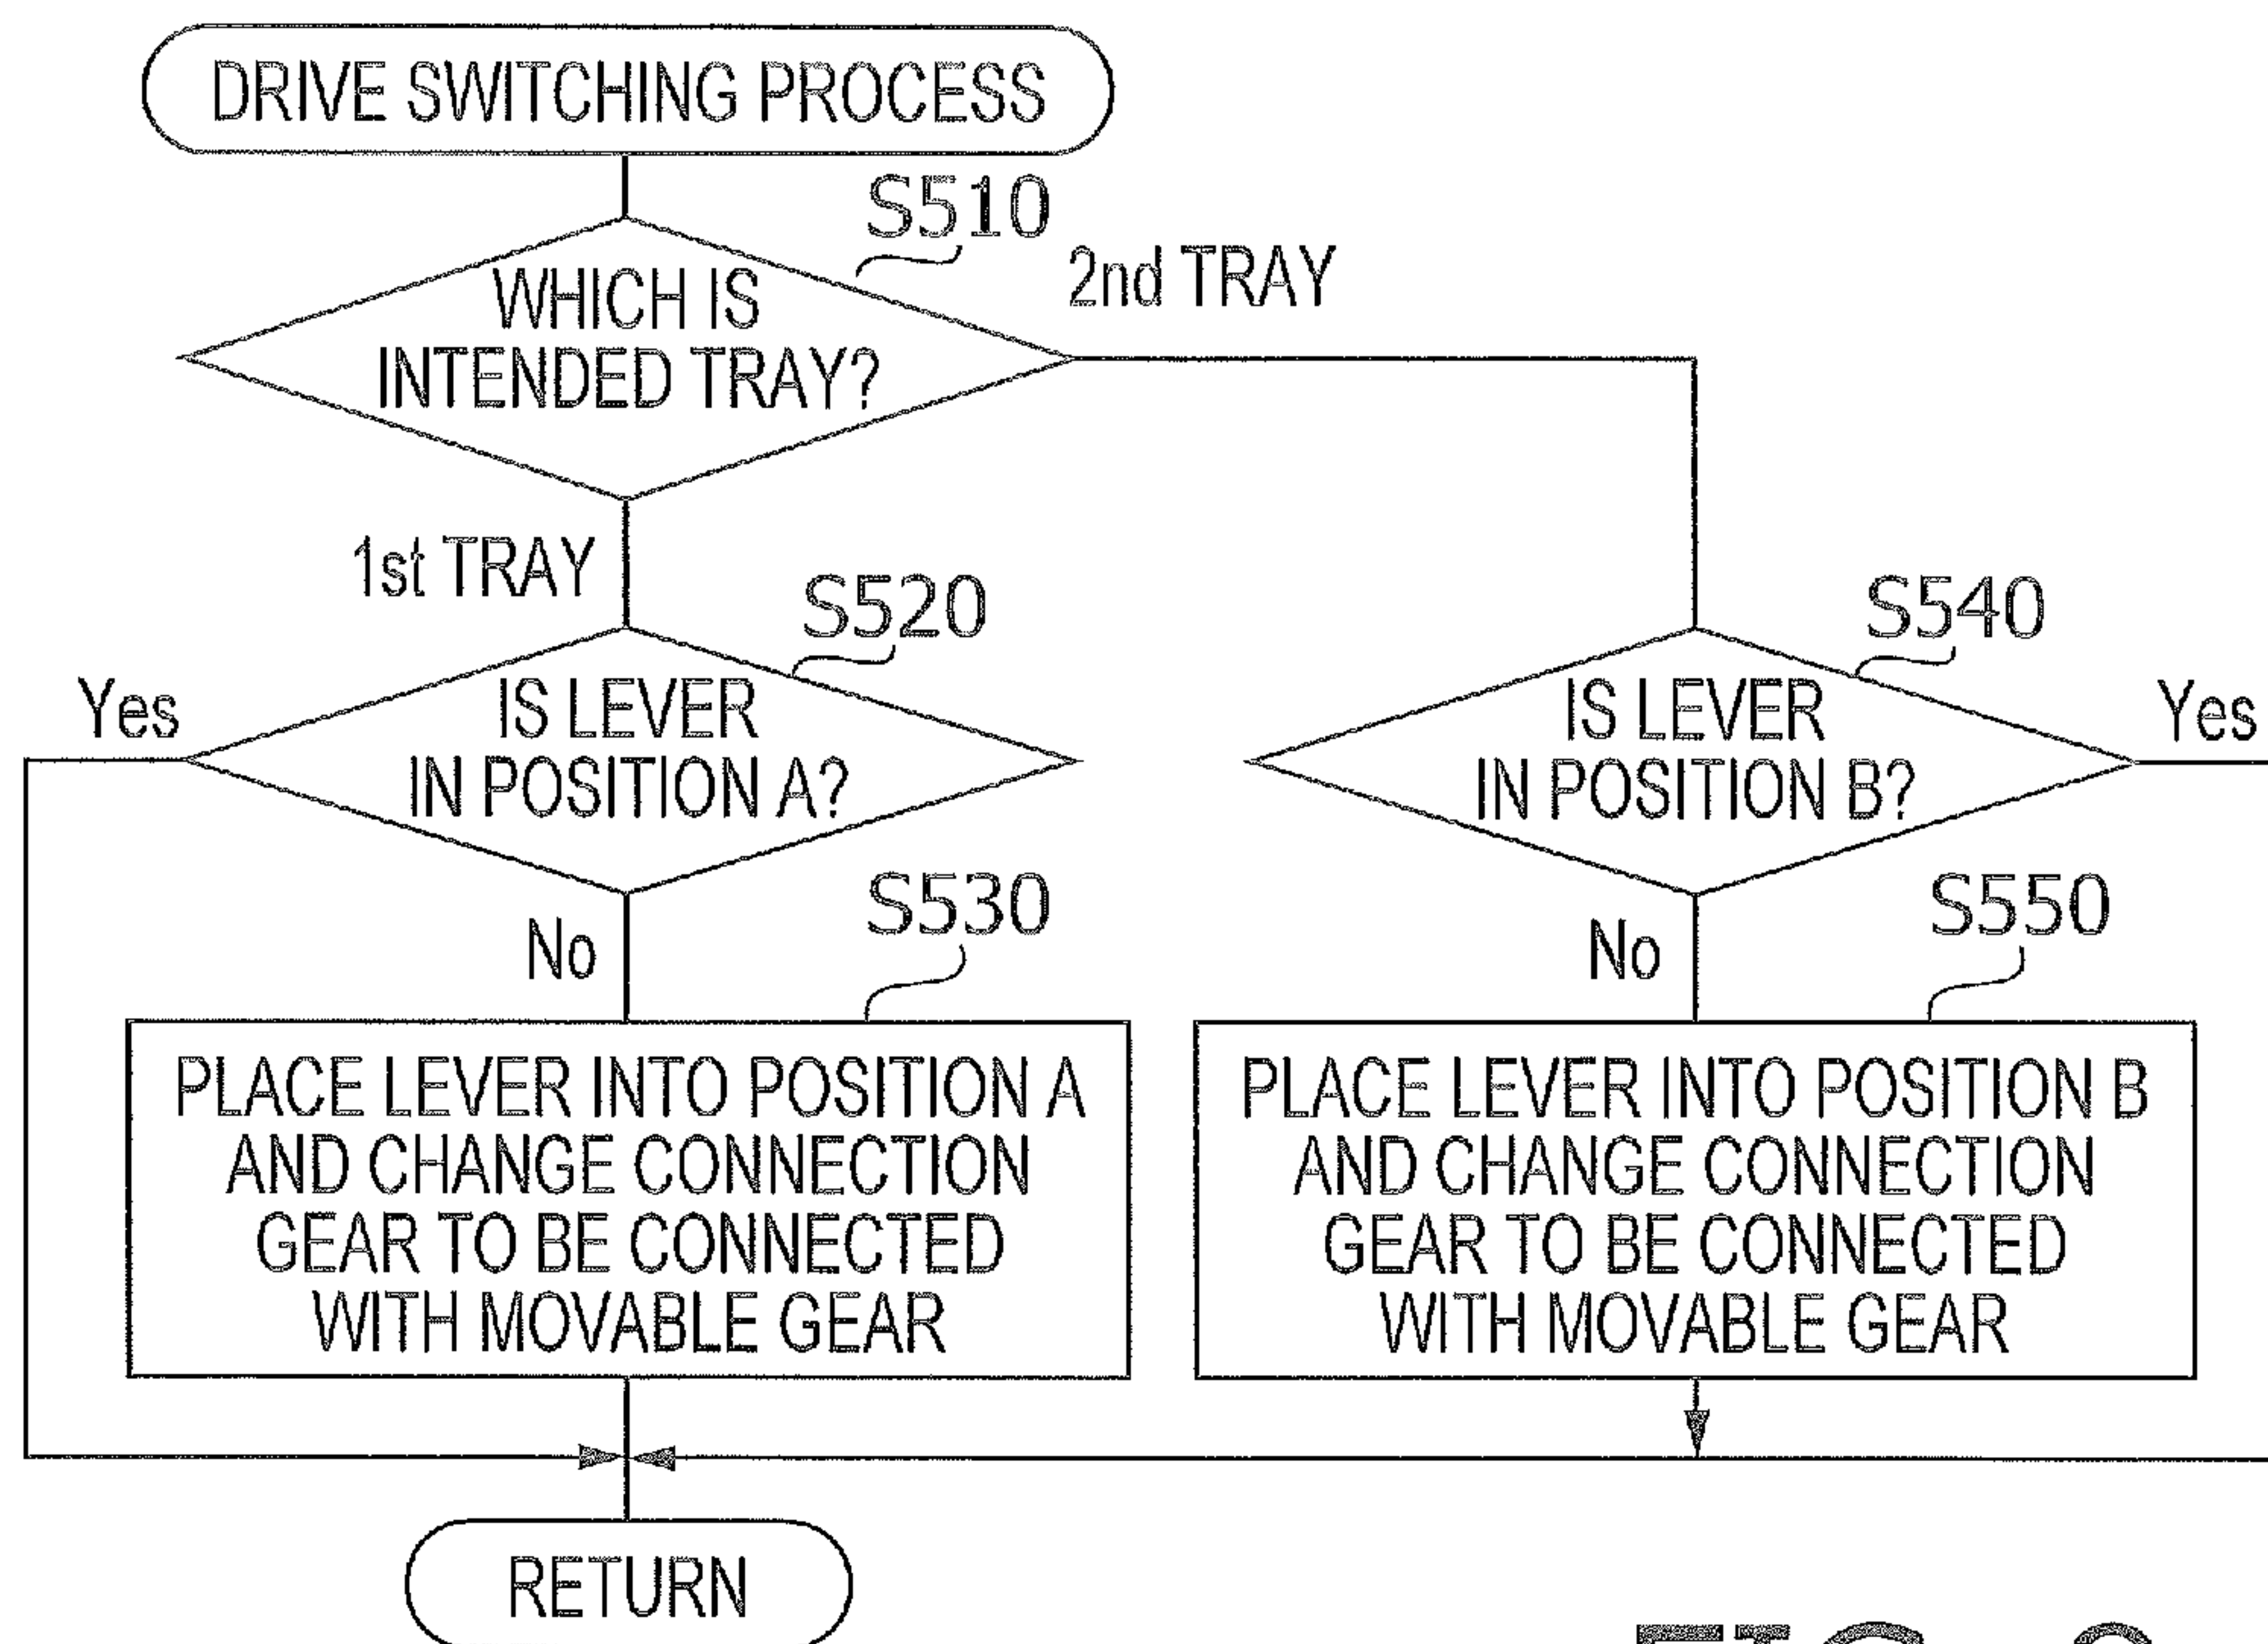 DRIVE SWITCHING PROCESS
S510
WHICH IS
INTENDED TRAY?
2nd TRAY
1st TRAY
S520
IS LEVER
IN POSITION A?
Yes
No
S530
PLACE LEVER INTO POSITION A
AND CHANGE CONNECTION
GEAR TO BE CONNECTED
WITH MOVABLE GEAR
S540
IS LEVER
IN POSITION B?
Yes
No
S550
PLACE LEVER INTO POSITION B
AND CHANGE CONNECTION
GEAR TO BE CONNECTED
WITH MOVABLE GEAR
RETURN